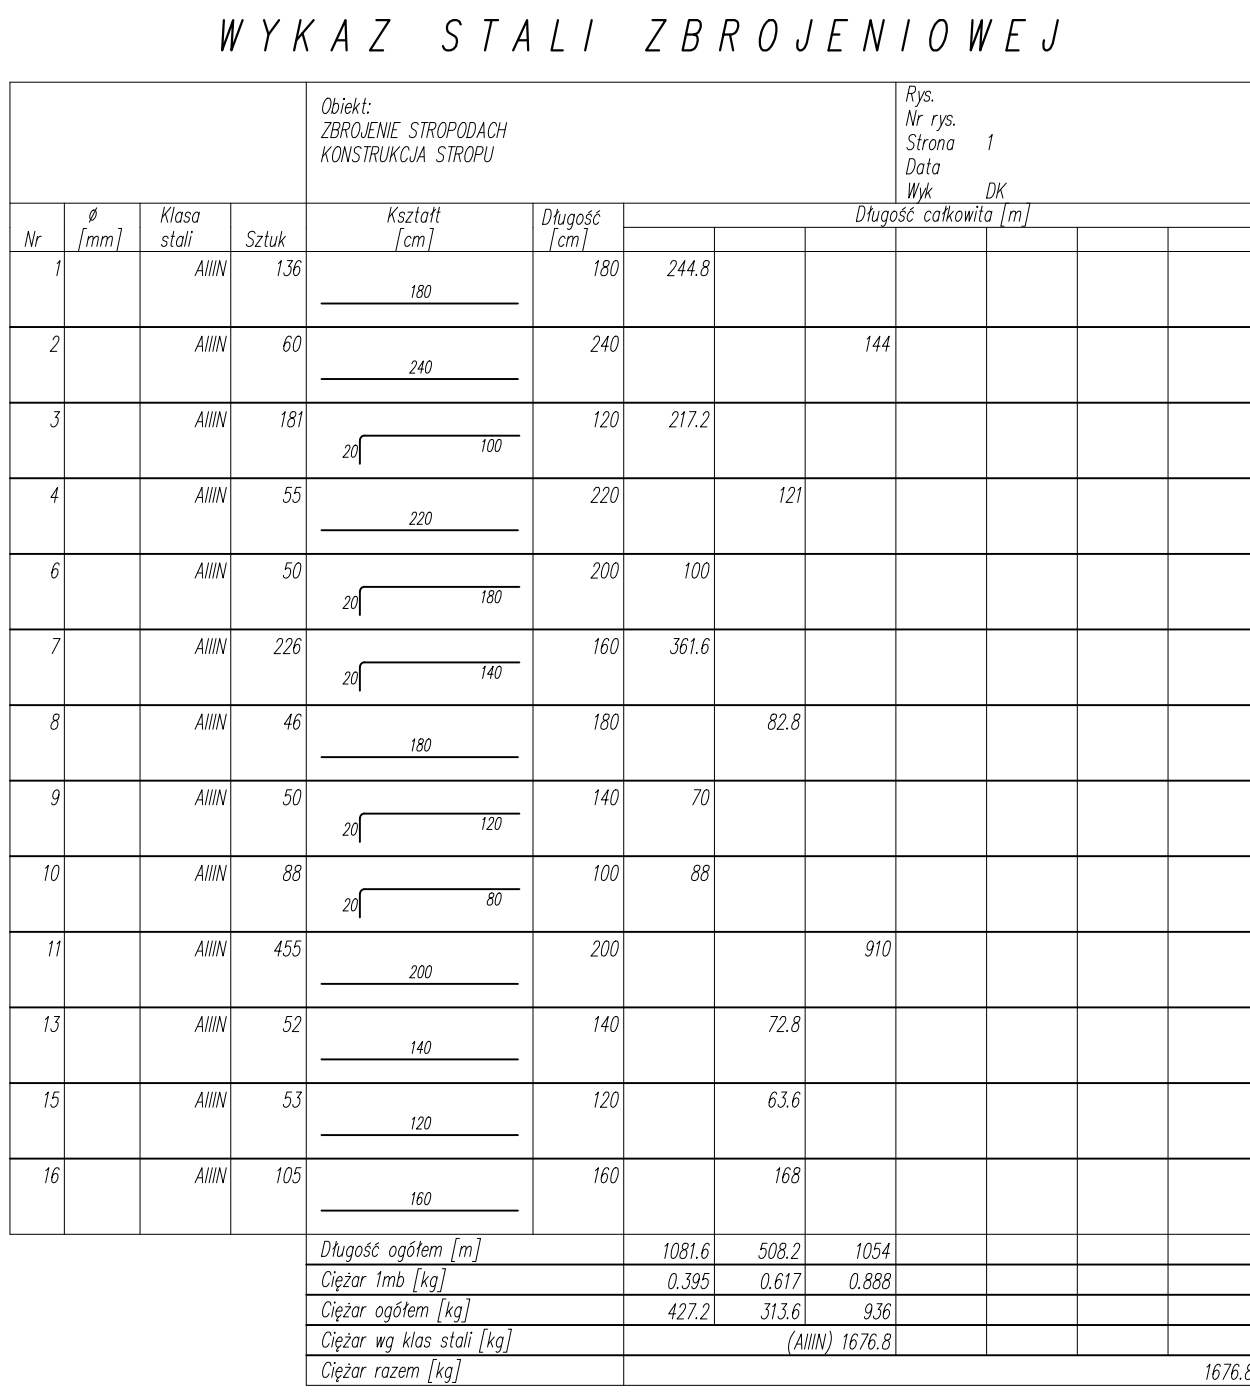 WYKAZ STALI ZBROJENIOWEJ
Obiekt:
ZBROJENIE STROPODACH
KONSTRUKCJA STROPU
Rys.
Nr rys.
Strona 1
Data
Wyk DK
Nr ø [mm] Klasa stali Sztuk Kształt [cm] Długość [cm] Długość całkowita [m]
1 AIIIN 136 180 180 244.8
2 AIIIN 60 240 240 144
3 AIIIN 181 20 100 120 217.2
4 AIIIN 55 220 220 121
6 AIIIN 50 20 180 200 100
7 AIIIN 226 20 140 160 361.6
8 AIIIN 46 180 180 82.8
9 AIIIN 50 20 120 140 70
10 AIIIN 88 20 80 100 88
11 AIIIN 455 200 200 910
13 AIIIN 52 140 140 72.8
15 AIIIN 53 120 120 63.6
16 AIIIN 105 160 160 168
Długość ogółem [m] 1081.6 508.2 1054
Ciężar 1mb [kg] 0.395 0.617 0.888
Ciężar ogółem [kg] 427.2 313.6 936
Ciężar wg klas stali [kg] (AIIIN) 1676.8
Ciężar razem [kg] 1676.8